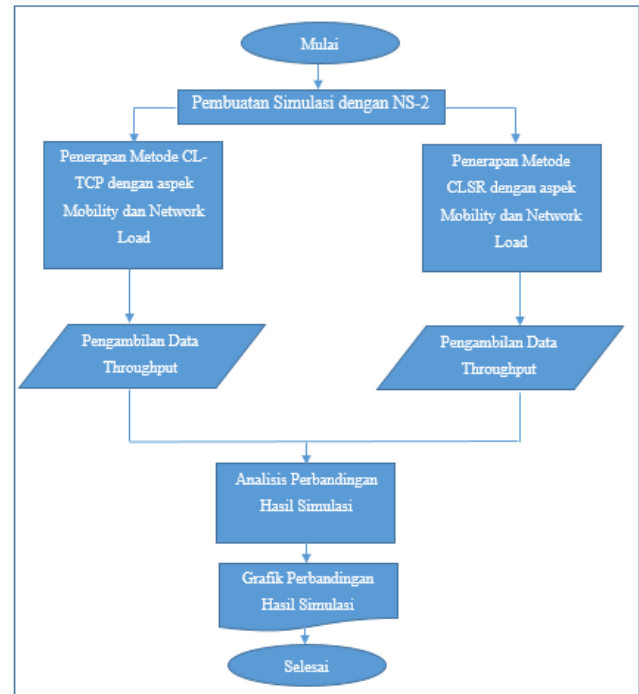 Mulai
Pembuatan Simulasi dengan NS-2
Penerapan Metode CL-
TCP dengan aspek
Mobility dan Network
Load
Penerapan Metode
CLSR dengan aspek
Mobility dan Network
Load
Pengambilan Data
Throughput
Pengambilan Data
Throughput
Analisis Perbandingan
Hasil Simulasi
Grafik Perbandingan
Hasil Simulasi
Selesai